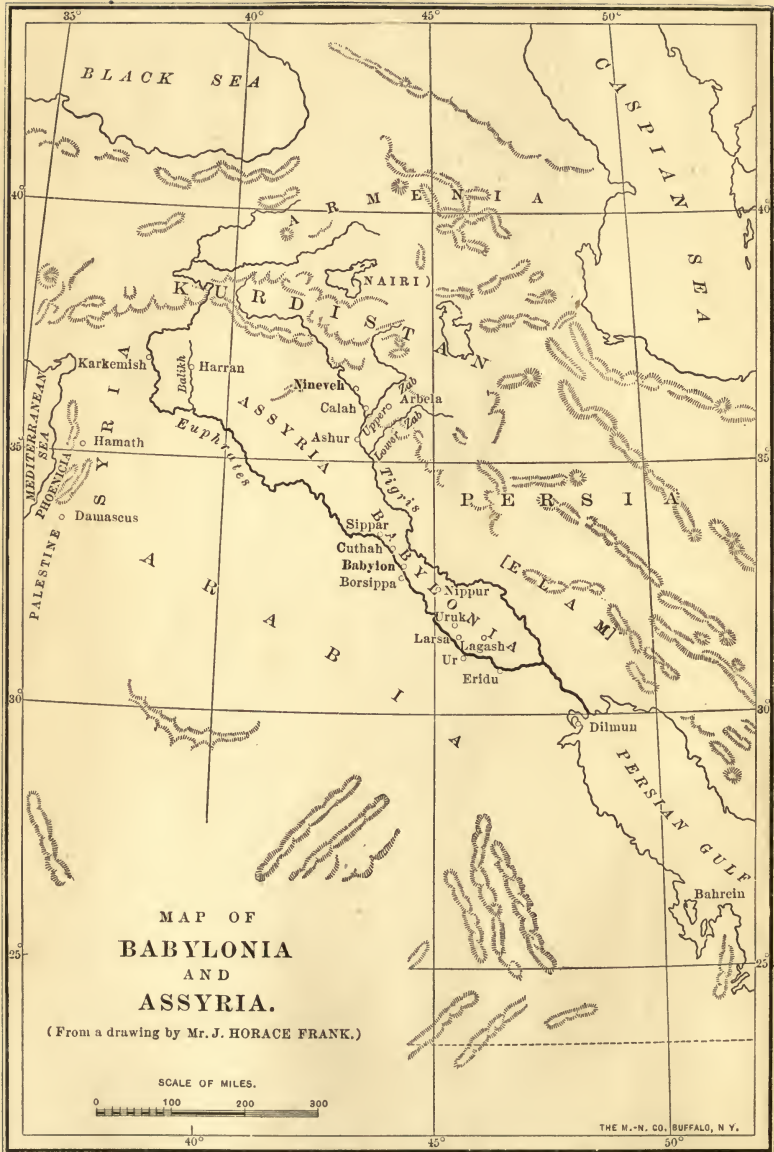 35°
40°
45°
50°
BLACK SEA
CASPIAN SEA
40°
40°
ARMENIA
(NAIRI)
KURDISTAN
Karkemish
Balikh
Harran
Nineveh
Calah
Upper Zab
Arbela
ASSYRIA
Ashur
Lower Zab
MEDITERRANEAN
SEA
SYRIA
Hamath
PHOENICIA
35°
35°
Euphrates
Tigris
PERSIA
Damascus
PALESTINE
Sippar
Cuthah
Babylon
Borsippa
BABYLONIA
[ELAM]
Nippur
Uruk
Larsa
Lagash
Ur
Eridu
ARABIA
30°
30°
Dilmun
PERSIAN GULF
Bahrein
25°
25°
MAP OF
BABYLONIA
AND
ASSYRIA.
(From a drawing by Mr. J. HORACE FRANK.)
SCALE OF MILES.
0 100 200 300
THE M.-N. CO. BUFFALO, N. Y.
40°
45°
50°